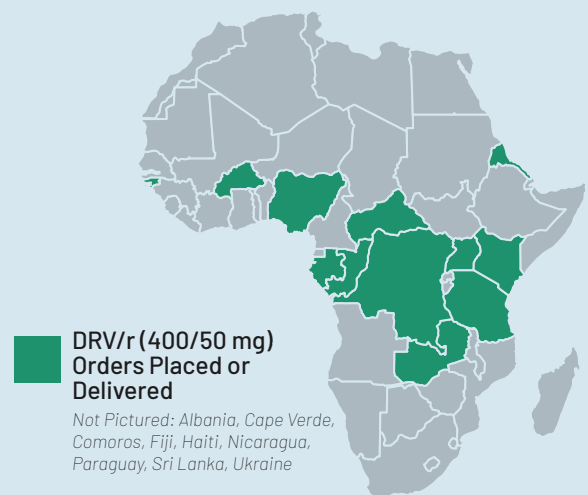 DRV/r (400/50 mg)
Orders Placed or
Delivered
Not Pictured: Albania, Cape Verde,
Comoros, Fiji, Haiti, Nicaragua,
Paraguay, Sri Lanka, Ukraine